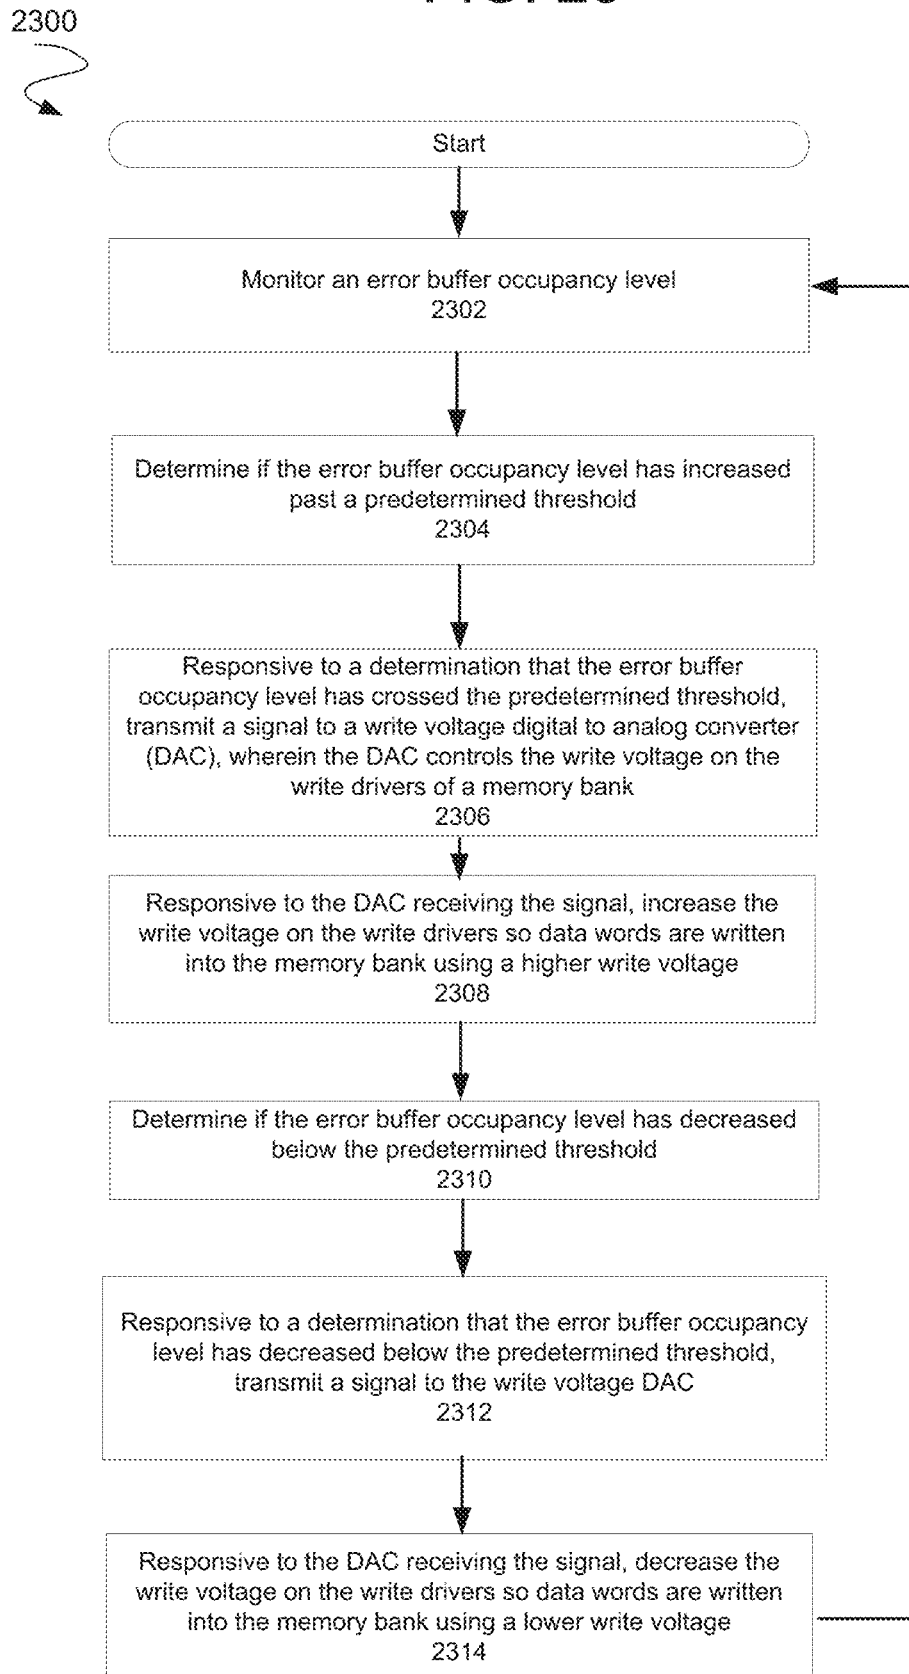 2300
Start
Monitor an error buffer occupancy level
2302
Determine if the error buffer occupancy level has increased
past a predetermined threshold
2304
Responsive to a determination that the error buffer
occupancy level has crossed the predetermined threshold,
transmit a signal to a write voltage digital to analog converter
(DAC), wherein the DAC controls the write voltage on the
write drivers of a memory bank
2306
Responsive to the DAC receiving the signal, increase the
write voltage on the write drivers so data words are written
into the memory bank using a higher write voltage
2308
Determine if the error buffer occupancy level has decreased
below the predetermined threshold
2310
Responsive to a determination that the error buffer occupancy
level has decreased below the predetermined threshold,
transmit a signal to the write voltage DAC
2312
Responsive to the DAC receiving the signal, decrease the
write voltage on the write drivers so data words are written
into the memory bank using a lower write voltage
2314